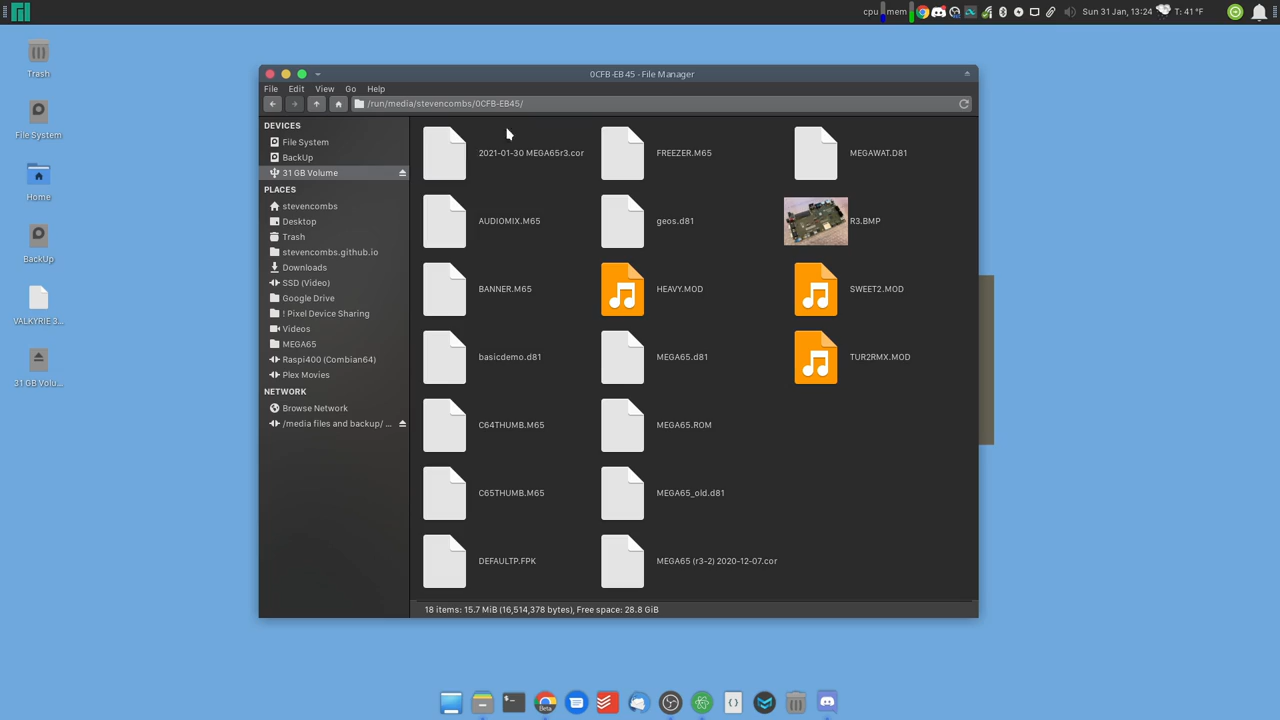 cpu mem Sun 31 Jan, 13:24 T: 41°F
Trash
File System
Home
BackUp
VALKYRIE 3...
31 GB Volu...
0CFB-EB45 - File Manager
File Edit View Go Help
/run/media/stevencombs/0CFB-EB45/
DEVICES
File System
BackUp
31 GB Volume
PLACES
stevencombs
Desktop
Trash
stevencombs.github.io
Downloads
SSD (Video)
Google Drive
! Pixel Device Sharing
Videos
MEGA65
Raspi400 (Combian64)
Plex Movies
NETWORK
Browse Network
/media files and backup/ ...
2021-01-30 MEGA65r3.cor
FREEZER.M65
MEGAWAT.D81
AUDIOMIX.M65
geos.d81
R3.BMP
BANNER.M65
HEAVY.MOD
SWEET2.MOD
basicdemo.d81
MEGA65.d81
TUR2RMX.MOD
C64THUMB.M65
MEGA65.ROM
C65THUMB.M65
MEGA65_old.d81
DEFAULTP.FPK
MEGA65 (r3-2) 2020-12-07.cor
18 items: 15.7 MiB (16,514,378 bytes), Free space: 28.8 GiB
Beta